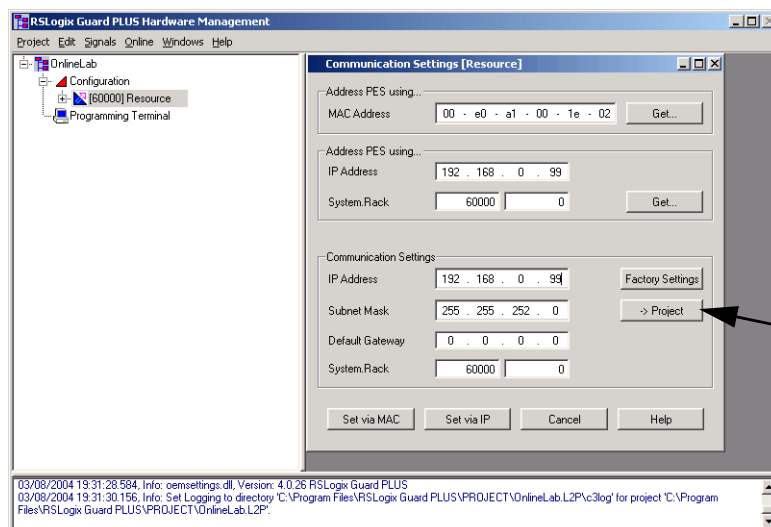 RSLogix Guard PLUS Hardware Management
Project Edit Signals Online Windows Help
OnlineLab
Configuration
[60000] Resource
Programming Terminal
Communication Settings [Resource]
Address PES using...
MAC Address 00 - e0 - a1 - 00 - 1e - 02 Get...
Address PES using...
IP Address 192 . 168 . 0 . 99
System.Rack 60000 0 Get...
Communication Settings
IP Address 192 . 168 . 0 . 99 Factory Settings
Subnet Mask 255 . 255 . 252 . 0 -> Project
Default Gateway 0 . 0 . 0 . 0
System.Rack 60000 0
Set via MAC Set via IP Cancel Help
03/08/2004 19:31:28.584, Info: oemsettings.dll, Version: 4.0.26 RSLogix Guard PLUS
03/08/2004 19:31:30.156, Info: Set Logging to directory 'C:\Program Files\RSLogix Guard PLUS\PROJECT\OnlineLab.L2P\c3log' for project 'C:\Program
Files\RSLogix Guard PLUS\PROJECT\OnlineLab.L2P'.